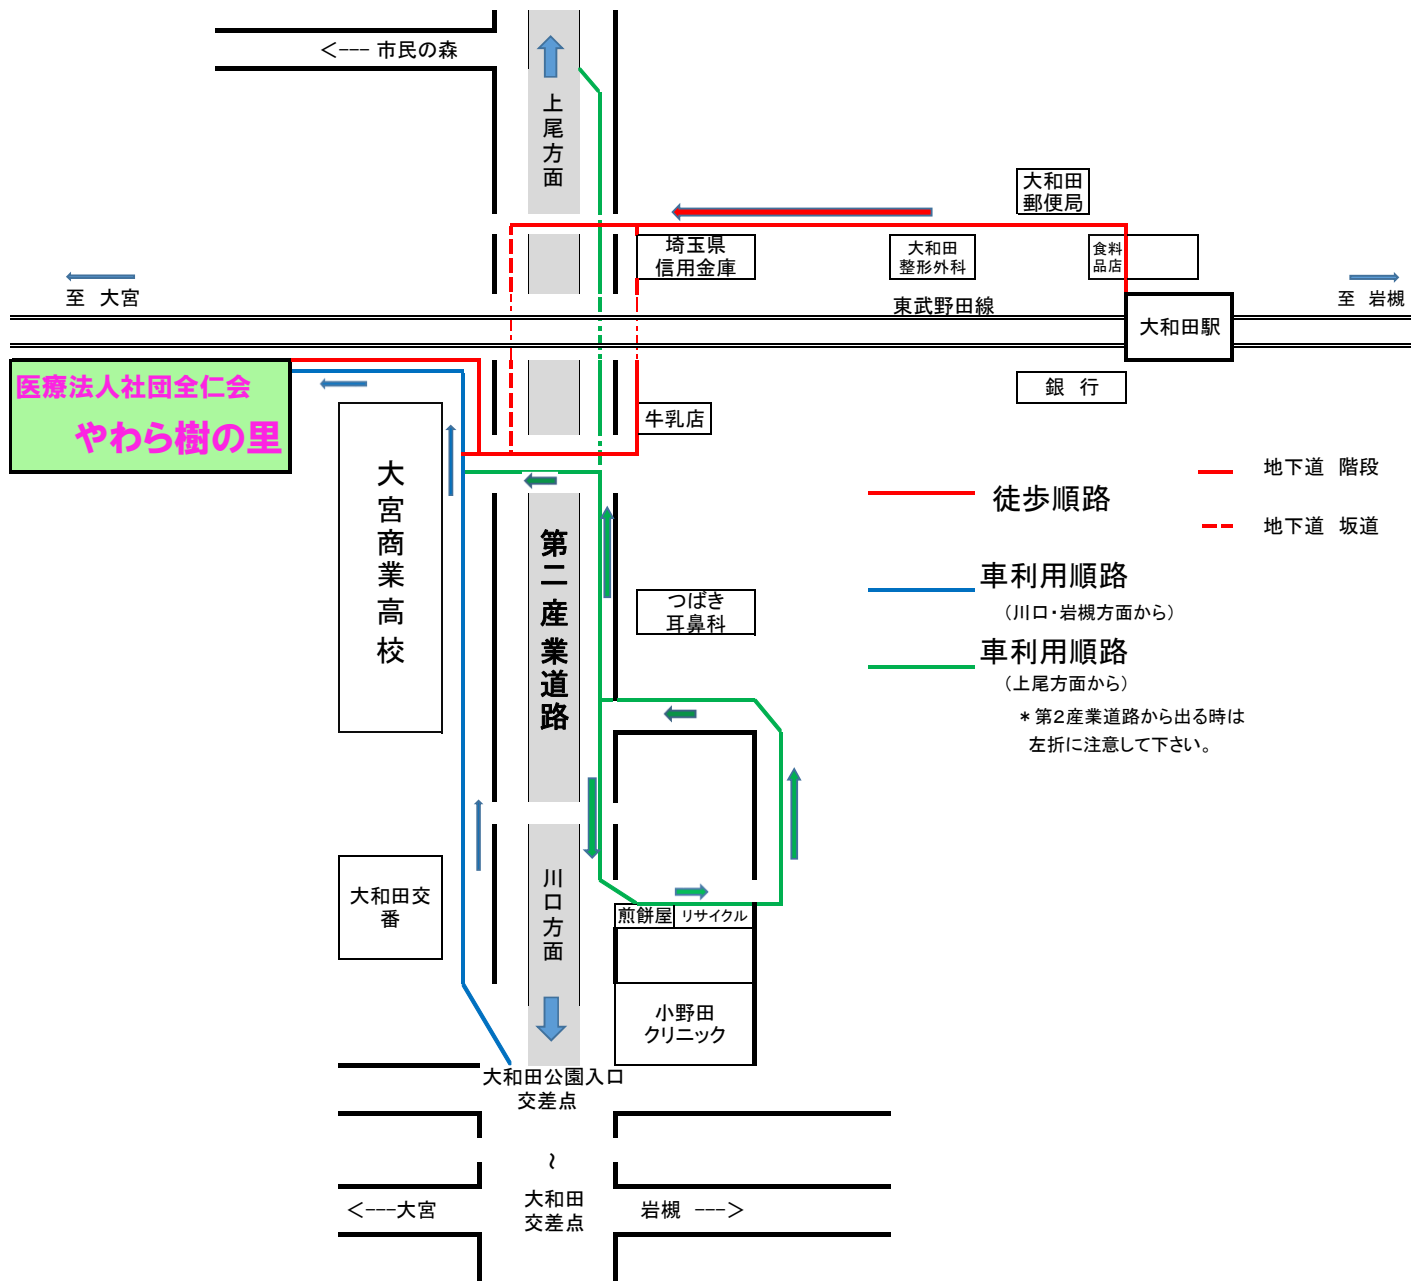 <--- 市民の森
上尾方面
大和田
郵便局
埼玉県
信用金庫
大和田
整形外科
食料
品店
至 大宮
東武野田線
至 岩槻
大和田駅
医療法人社団全仁会
やわら樹の里
銀 行
牛乳店
大宮商業高校
第二産業道路
徒歩順路
地下道 階段
地下道 坂道
車利用順路
(川口・岩槻方面から)
車利用順路
(上尾方面から)
*第2産業道路から出る時は
左折に注意して下さい。
つばき
耳鼻科
大和田交
番
川口方面
煎餅屋
リサイクル
小野田
クリニック
大和田公園入口
交差点
~
<---大宮
大和田
交差点
岩槻 --->